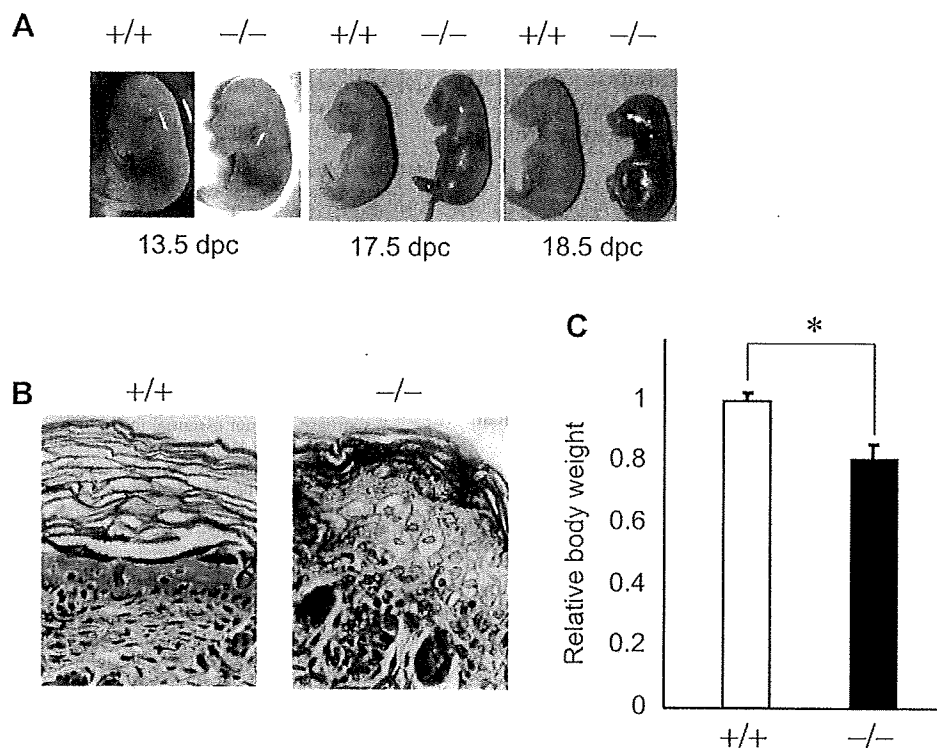 A
+/+ −/− +/+ −/− +/+ −/−
13.5 dpc 17.5 dpc 18.5 dpc
B
+/+ −/−
C
*
Relative body weight
1
0.8
0.6
0.4
0.2
0
+/+ −/−